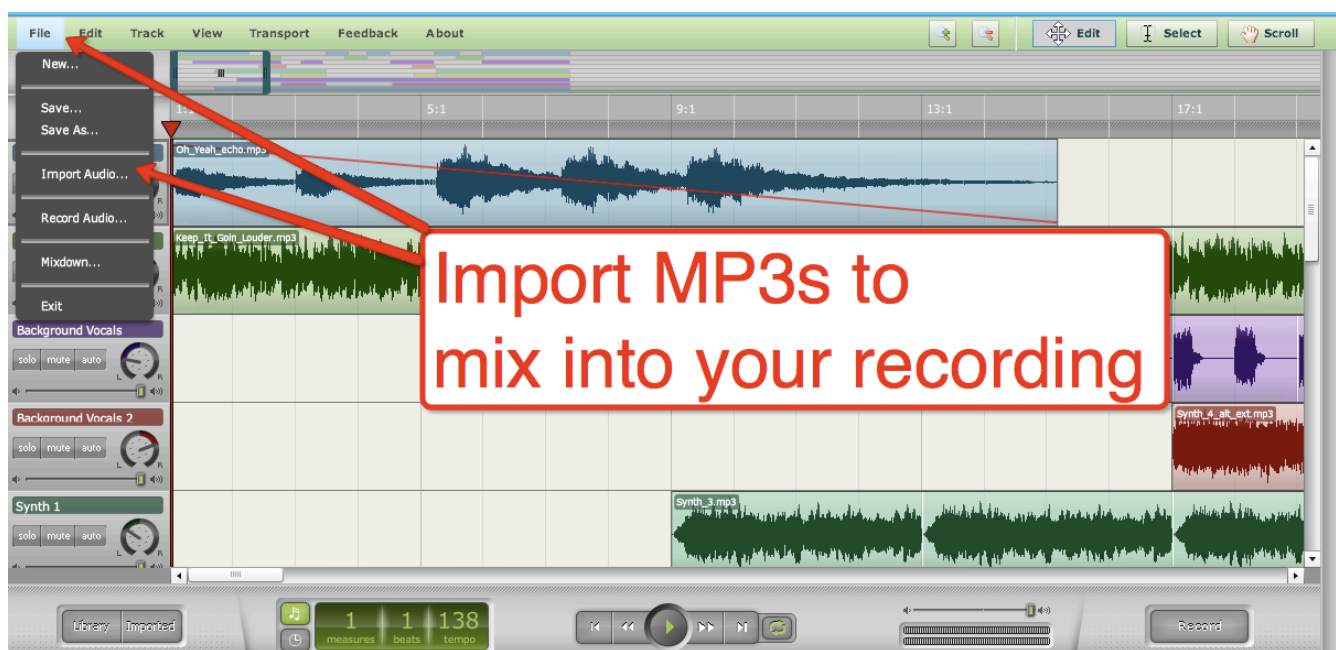 File Edit Track View Transport Feedback About
Edit Select Scroll
New...
Save...
Save As...
Import Audio...
Record Audio...
Mixdown...
Exit
5:1 9:1 13:1 17:1
Oh_Yeah_echo.mp3
Keep_It_Goin_Louder.mp3
Import MP3s to
mix into your recording
Background Vocals
solo mute auto
L R
Background Vocals 2
solo mute auto
L R
Synth_4_alt_ext.mp3
Synth 1
solo mute auto
L R
Synth_3.mp3
Library Imported
1 1 138
measures beats tempo
Record